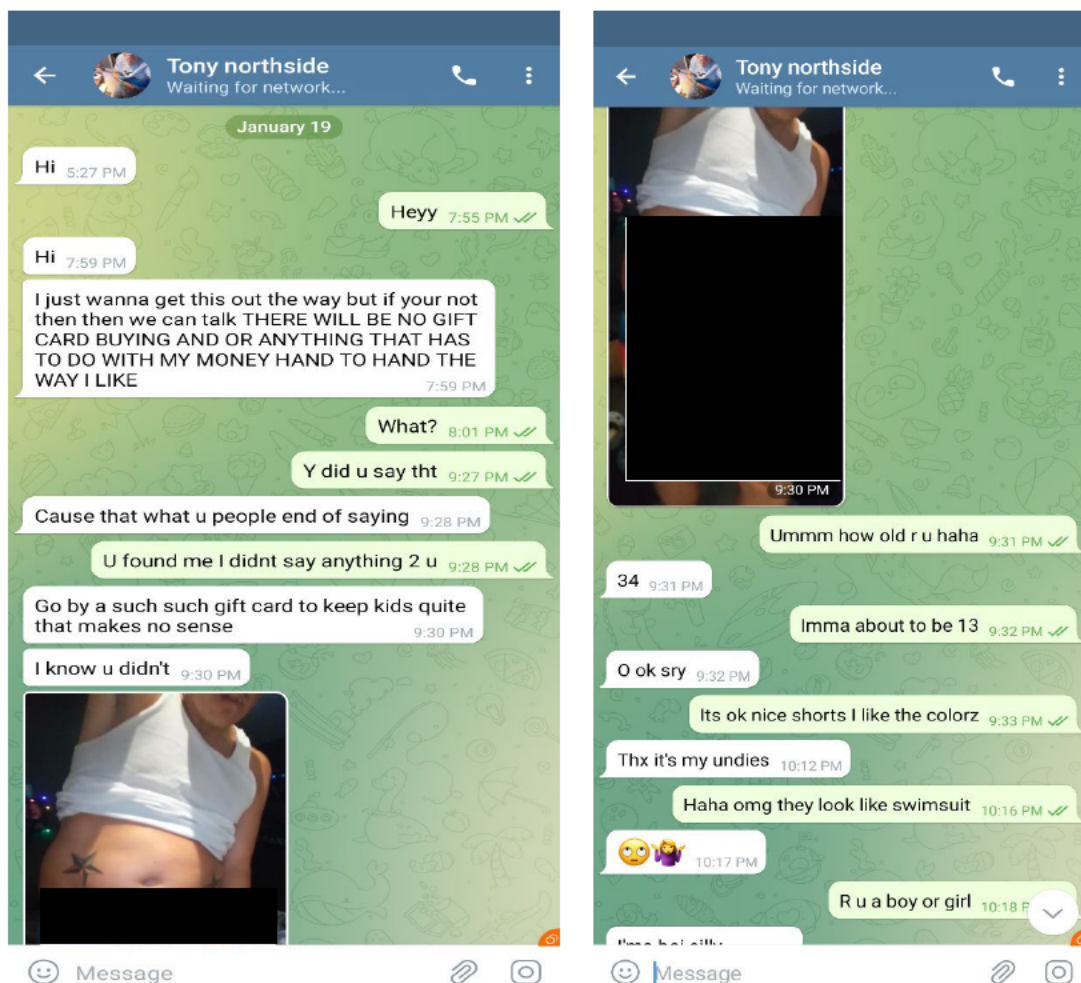 Tony northside
Waiting for network...
January 19
Hi 5:27 PM
Heyy 7:55 PM
Hi 7:59 PM
I just wanna get this out the way but if your not
then then we can talk THERE WILL BE NO GIFT
CARD BUYING AND OR ANYTHING THAT HAS
TO DO WITH MY MONEY HAND TO HAND THE
WAY I LIKE 7:59 PM
What? 8:01 PM
Y did u say tht 9:27 PM
Cause that what u people end of saying 9:28 PM
U found me I didnt say anything 2 u 9:28 PM
Go by a such such gift card to keep kids quite
that makes no sense 9:30 PM
I know u didn't 9:30 PM
Message
Tony northside
Waiting for network...
9:30 PM
Ummm how old r u haha 9:31 PM
34 9:31 PM
Imma about to be 13 9:32 PM
O ok sry 9:32 PM
Its ok nice shorts I like the colorz 9:33 PM
Thx it's my undies 10:12 PM
Haha omg they look like swimsuit 10:16 PM
🙄🤷‍♀️ 10:17 PM
R u a boy or girl 10:18 P
Message